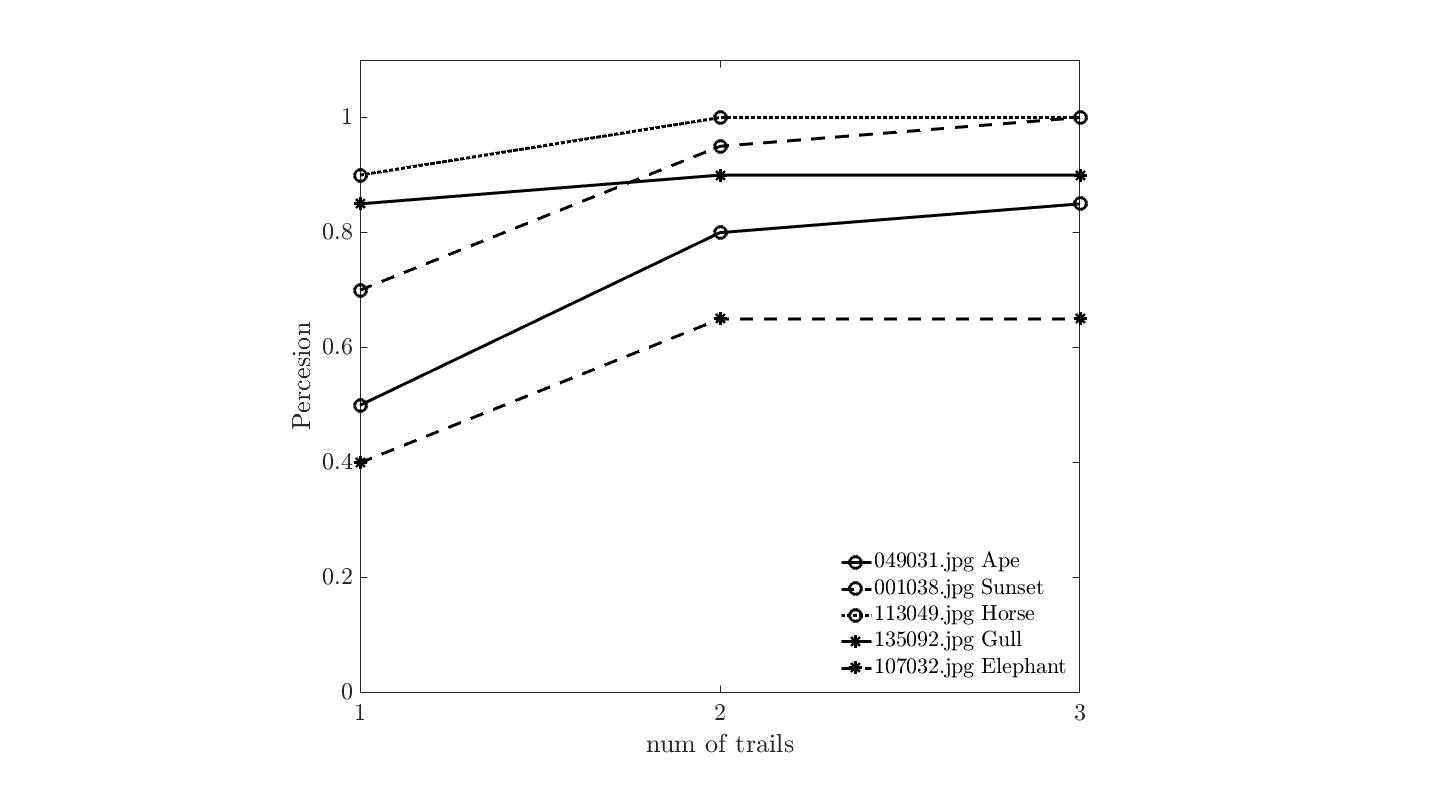 1
0.8
0.6
0.4
0.2
0
Percesion
1 2 3
num of trails
049031.jpg Ape
001038.jpg Sunset
113049.jpg Horse
135092.jpg Gull
107032.jpg Elephant